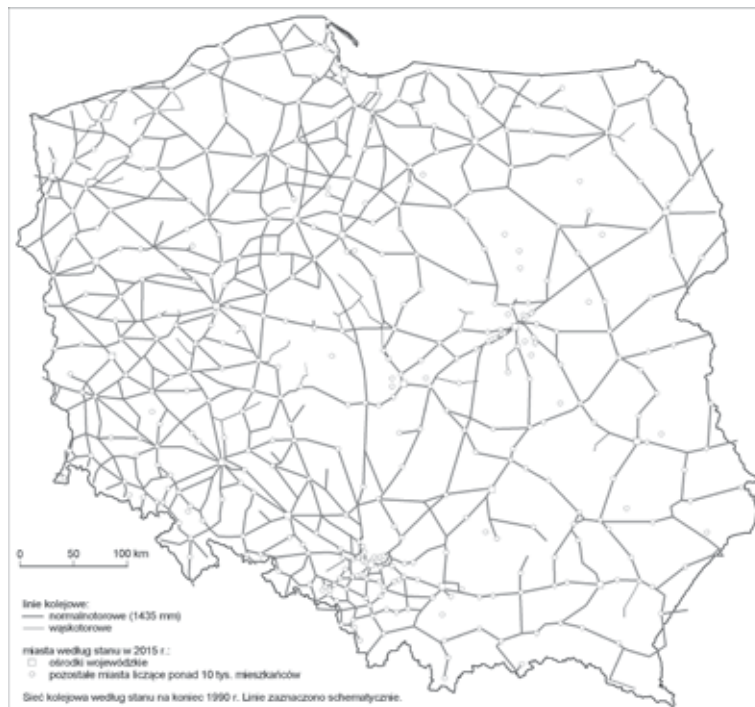 0 50 100 km
linie kolejowe:
normalnotorowe (1435 mm)
wąskotorowe
miasta według stanu w 2015 r.:
ośrodki wojewódzkie
pozostałe miasta liczące ponad 10 tys. mieszkańców
Sieć kolejowa według stanu na koniec 1990 r. Linie zaznaczono schematycznie.